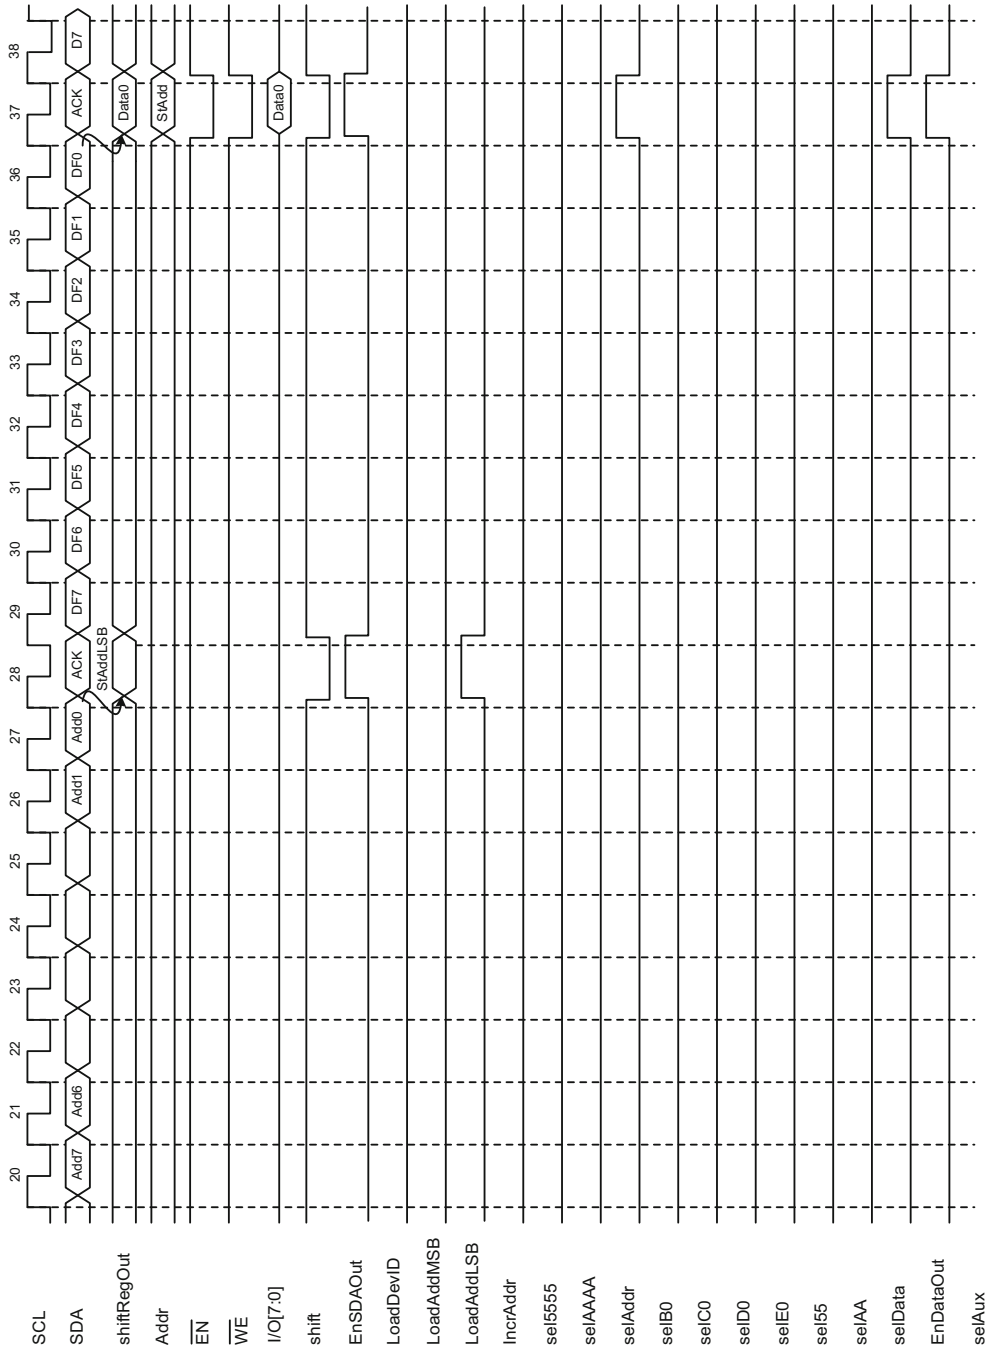 20 21 22 23 24 25 26 27 28 29 30 31 32 33 34 35 36 37 38
SCL
SDA Add7 Add6 Add1 Add0 ACK DF7 DF6 DF5 DF4 DF3 DF2 DF1 DF0 ACK D7
shiftRegOut StAddLSB Data0
Addr StAdd
EN
WE
I/O[7:0] Data0
shift
EnSDAOut
LoadDevID
LoadAddMSB
LoadAddLSB
IncrAddr
sel5555
selAAAA
selAddr
selB0
selC0
selD0
selE0
sel55
selAA
selData
EnDataOut
selAux